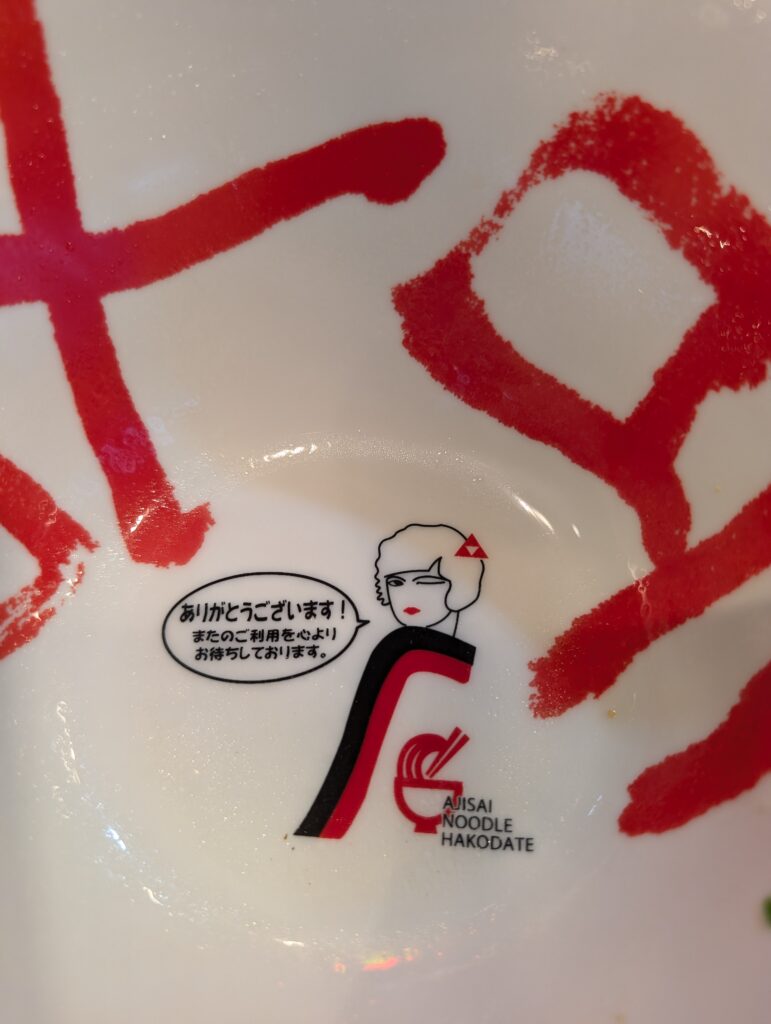 ありがとうございます！
またのご利用を心より
お待ちしております。
AJISAI
NOODLE
HAKODATE